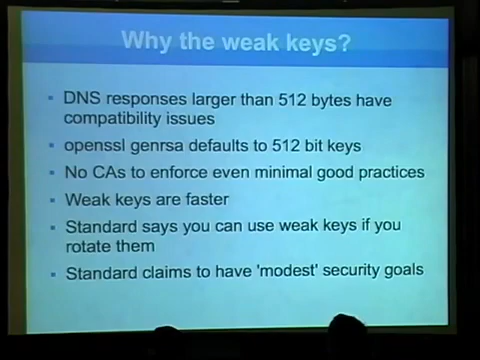 Why the weak keys?
DNS responses larger than 512 bytes have
compatibility issues
openssl genrsa defaults to 512 bit keys
No CAs to enforce even minimal good practices
Weak keys are faster
Standard says you can use weak keys if you
rotate them
Standard claims to have 'modest' security goals